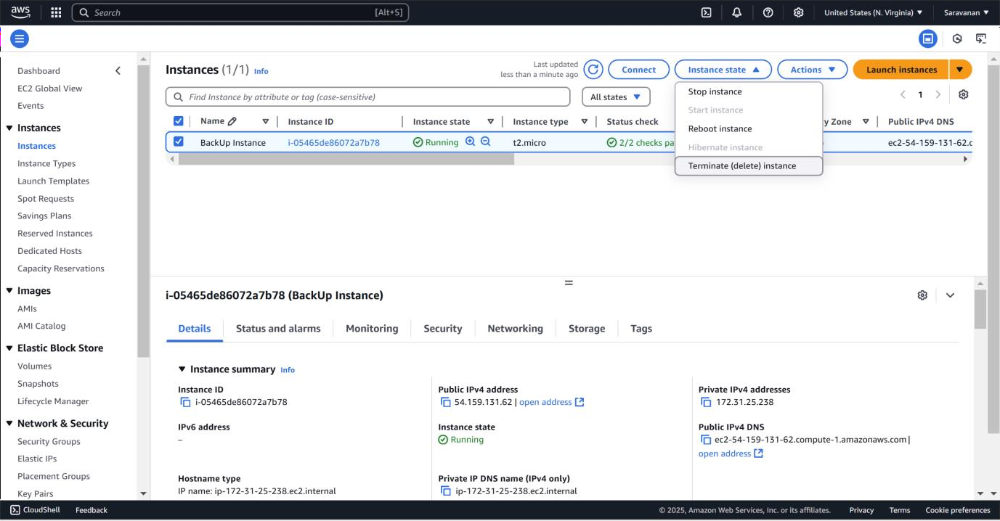 aws
Search [Alt+S]
United States (N. Virginia)
Saravanan
Dashboard
EC2 Global View
Events
Instances
Instances
Instance Types
Launch Templates
Spot Requests
Savings Plans
Reserved Instances
Dedicated Hosts
Capacity Reservations
Images
AMIs
AMI Catalog
Elastic Block Store
Volumes
Snapshots
Lifecycle Manager
Network & Security
Security Groups
Elastic IPs
Placement Groups
Key Pairs
Instances (1/1) Info
Last updated
less than a minute ago
Connect
Instance state
Actions
Launch instances
Find Instance by attribute or tag (case-sensitive)
All states
1
Stop instance
Start instance
Reboot instance
Hibernate instance
Terminate (delete) instance
Name Instance ID Instance state Instance type Status check y Zone Public IPv4 DNS
BackUp Instance i-05465de86072a7b78 Running t2.micro 2/2 checks pa ec2-54-159-131-62.c
i-05465de86072a7b78 (BackUp Instance)
Details Status and alarms Monitoring Security Networking Storage Tags
Instance summary Info
Instance ID
i-05465de86072a7b78
Public IPv4 address
54.159.131.62 | open address
Private IPv4 addresses
172.31.25.238
IPv6 address
–
Instance state
Running
Public IPv4 DNS
ec2-54-159-131-62.compute-1.amazonaws.com |
open address
Hostname type
IP name: ip-172-31-25-238.ec2.internal
Private IP DNS name (IPv4 only)
ip-172-31-25-238.ec2.internal
CloudShell Feedback
© 2025, Amazon Web Services, Inc. or its affiliates. Privacy Terms Cookie preferences